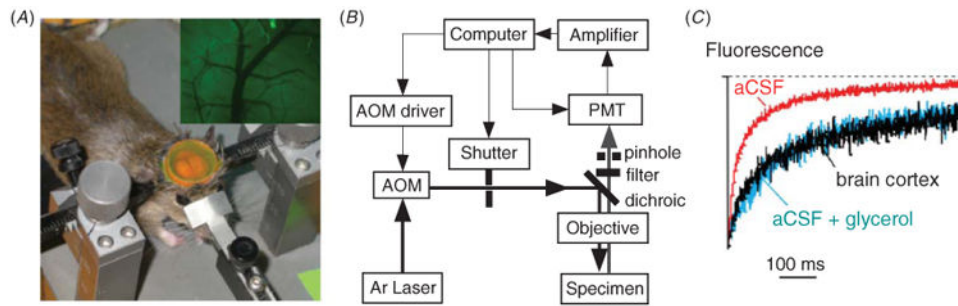 (A)
(B)
Computer
Amplifier
AOM driver
PMT
Shutter
pinhole
filter
AOM
dichroic
Objective
Ar Laser
Specimen
(C)
Fluorescence
aCSF
brain cortex
aCSF + glycerol
100 ms